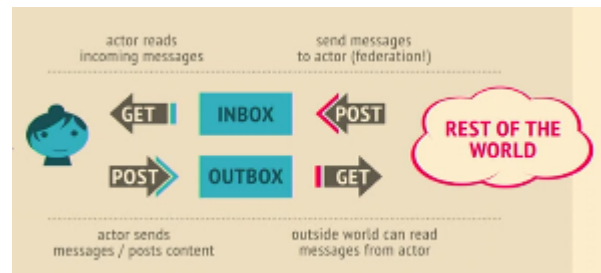 actor reads
incoming messages
send messages
to actor (federation!)
GET
INBOX
POST
REST OF THE
WORLD
POST
OUTBOX
GET
actor sends
messages / posts content
outside world can read
messages from actor